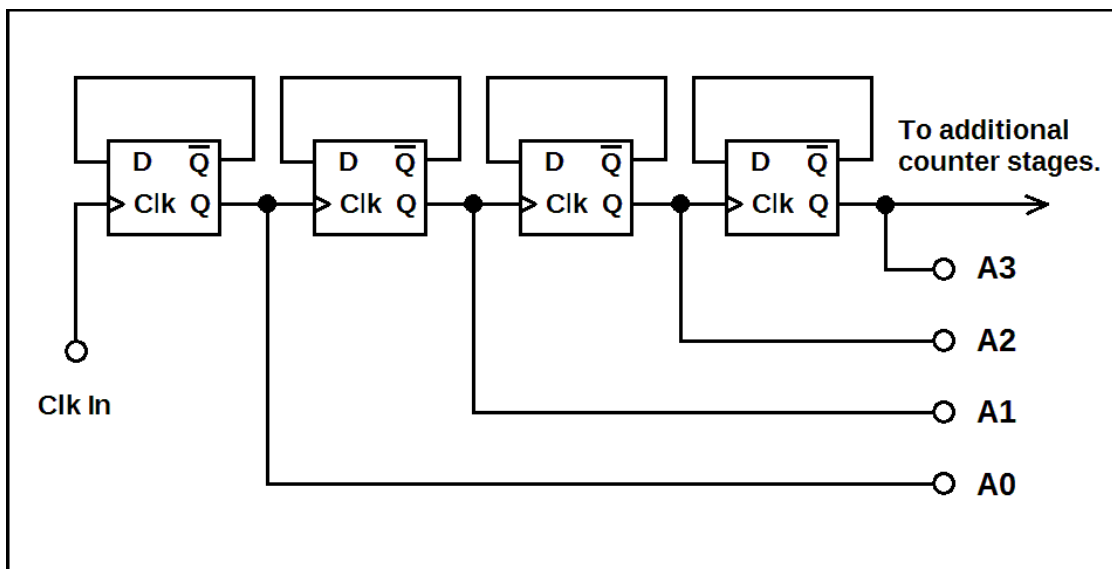 To additional
counter stages.
D Q̅
Clk Q
D Q̅
Clk Q
D Q̅
Clk Q
D Q̅
Clk Q
A3
A2
A1
A0
Clk In